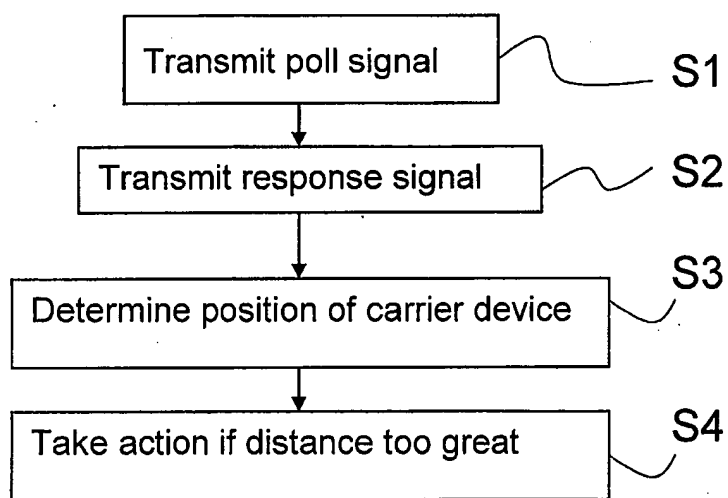 Transmit poll signal
S1
Transmit response signal
S2
Determine position of carrier device
S3
Take action if distance too great
S4